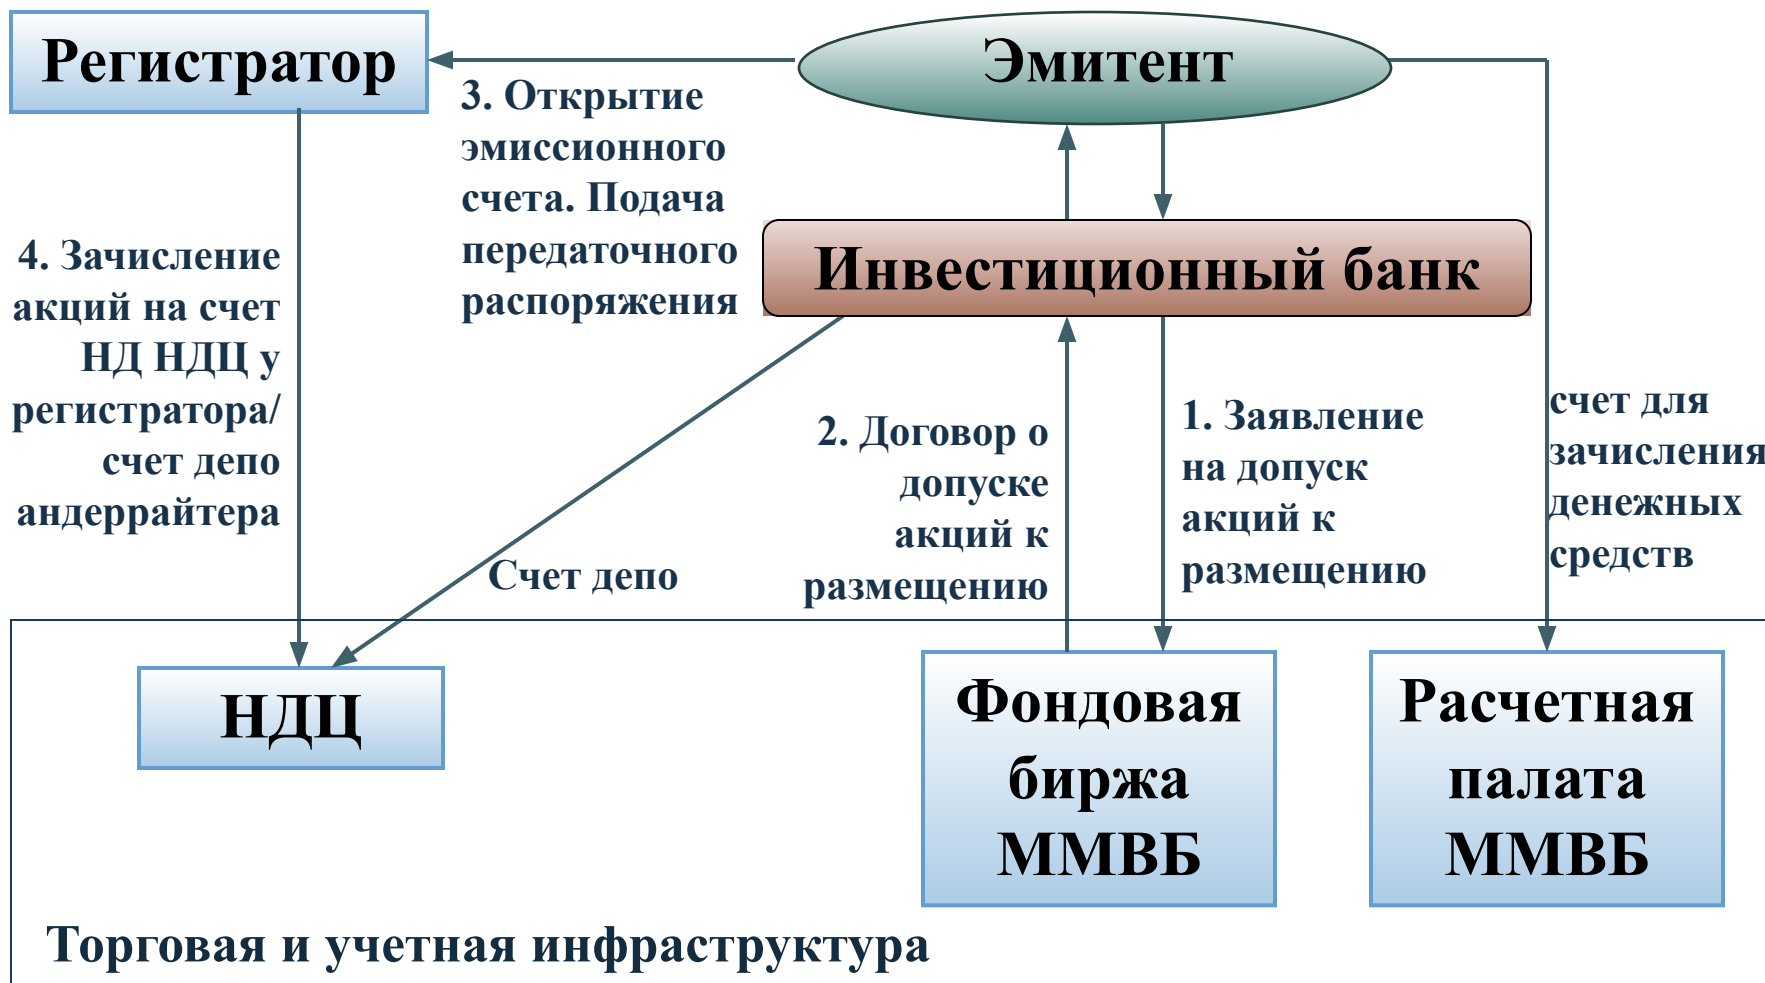 Регистратор
Эмитент
3. Открытие
эмиссионного
счета. Подача
передаточного
распоряжения
Инвестиционный банк
4. Зачисление
акций на счет
НД НДЦ у
регистратора/
счет депо
андеррайтера
Счет депо
2. Договор о
допуске
акций к
размещению
1. Заявление
на допуск
акций к
размещению
счет для
зачисления
денежных
средств
НДЦ
Фондовая
биржа
ММВБ
Расчетная
палата
ММВБ
Торговая и учетная инфраструктура